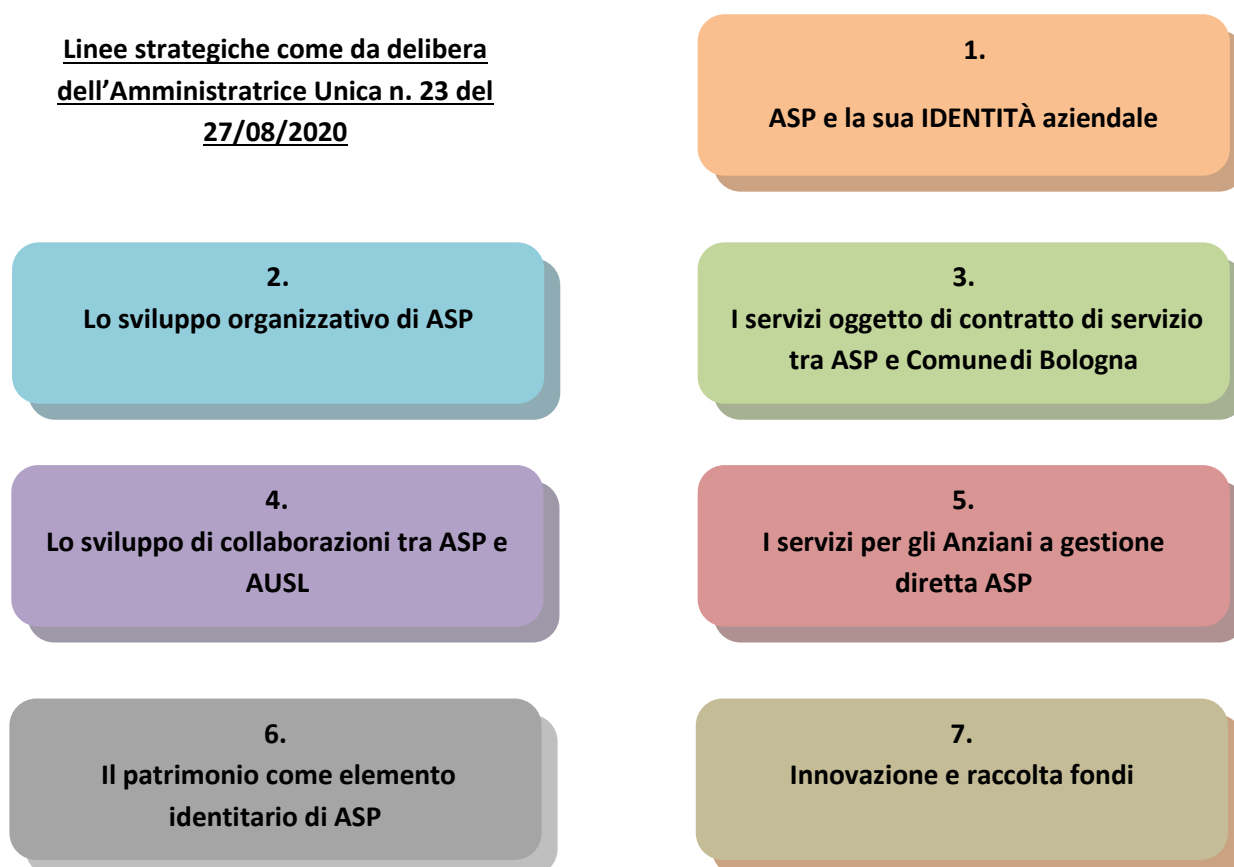 Linee strategiche come da delibera
dell’Amministratrice Unica n. 23 del
27/08/2020
1.
ASP e la sua IDENTITÀ aziendale
2.
Lo sviluppo organizzativo di ASP
3.
I servizi oggetto di contratto di servizio
tra ASP e Comune di Bologna
4.
Lo sviluppo di collaborazioni tra ASP e
AUSL
5.
I servizi per gli Anziani a gestione
diretta ASP
6.
Il patrimonio come elemento
identitario di ASP
7.
Innovazione e raccolta fondi